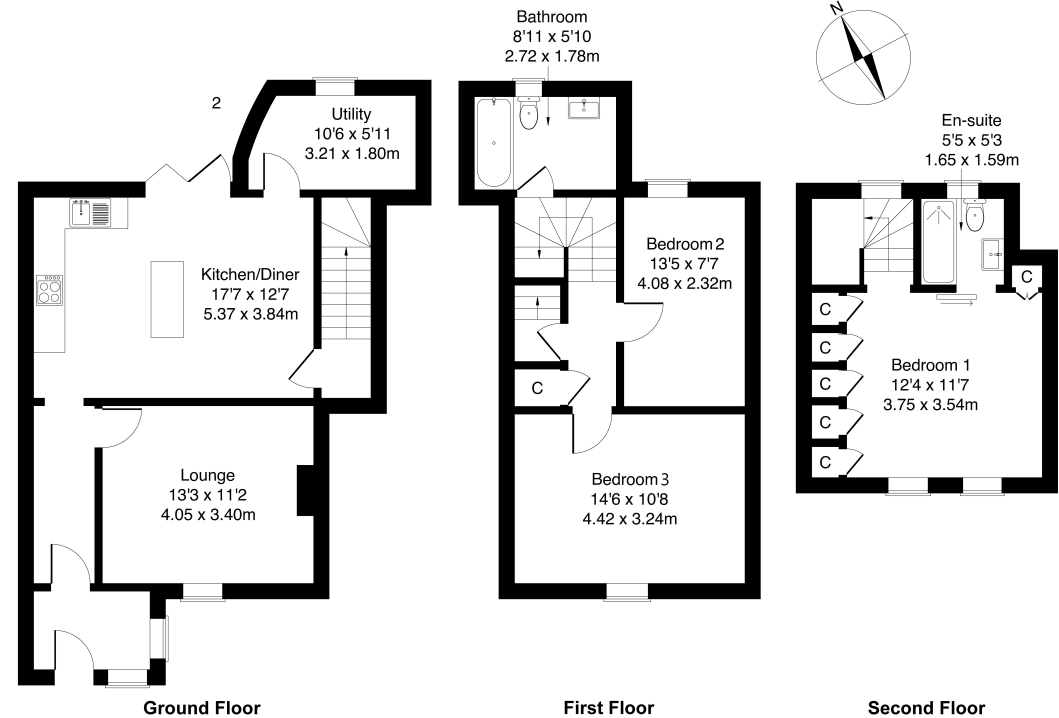 Bathroom
8'11 x 5'10
2.72 x 1.78m
N
2
Utility
10'6 x 5'11
3.21 x 1.80m
En-suite
5'5 x 5'3
1.65 x 1.59m
Kitchen/Diner
17'7 x 12'7
5.37 x 3.84m
Bedroom 2
13'5 x 7'7
4.08 x 2.32m
C
C
C
C
C
C
C
Bedroom 1
12'4 x 11'7
3.75 x 3.54m
Lounge
13'3 x 11'2
4.05 x 3.40m
Bedroom 3
14'6 x 10'8
4.42 x 3.24m
Ground Floor
First Floor
Second Floor